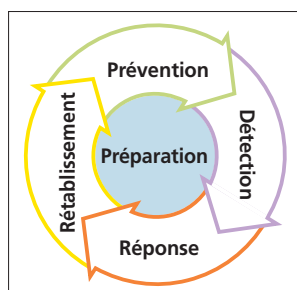 Prévention
Détection
Préparation
Rétablissement
Réponse